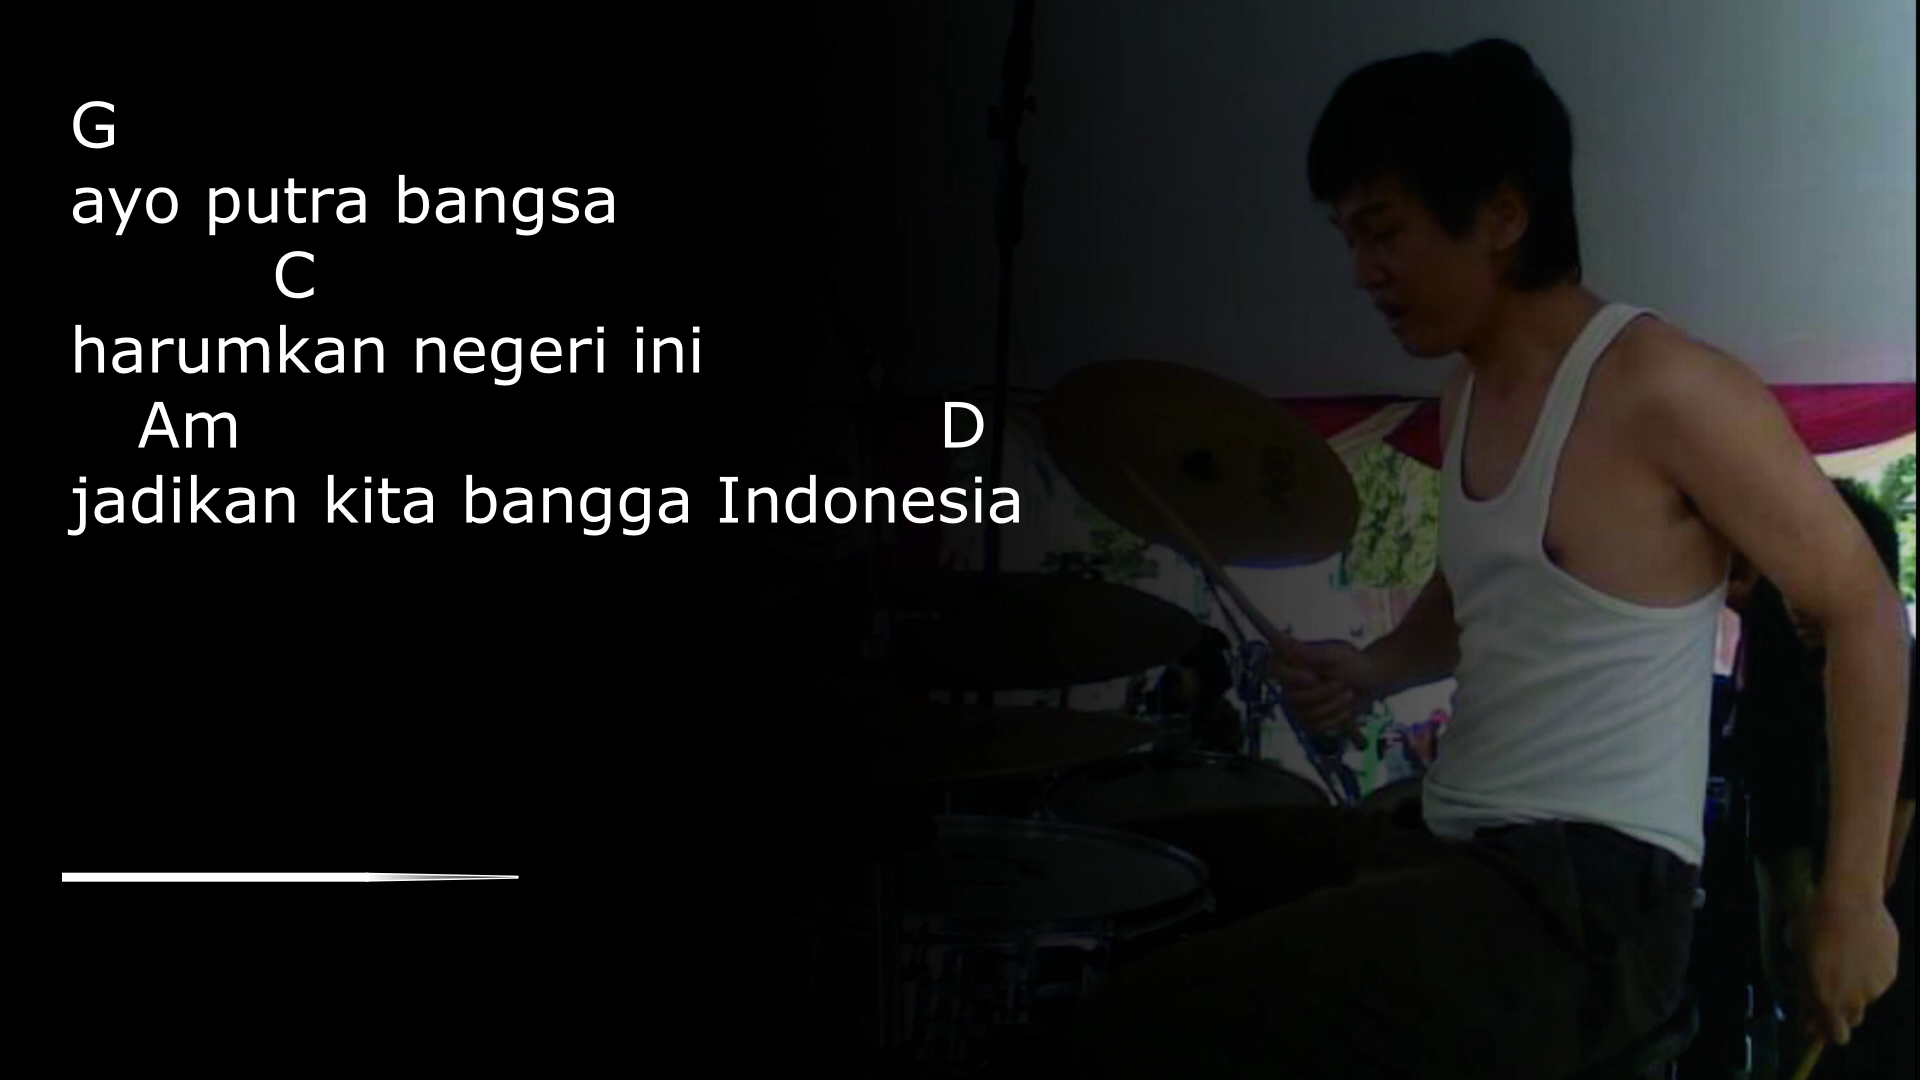 G
ayo putra bangsa
C
harumkan negeri ini
Am D
jadikan kita bangga Indonesia